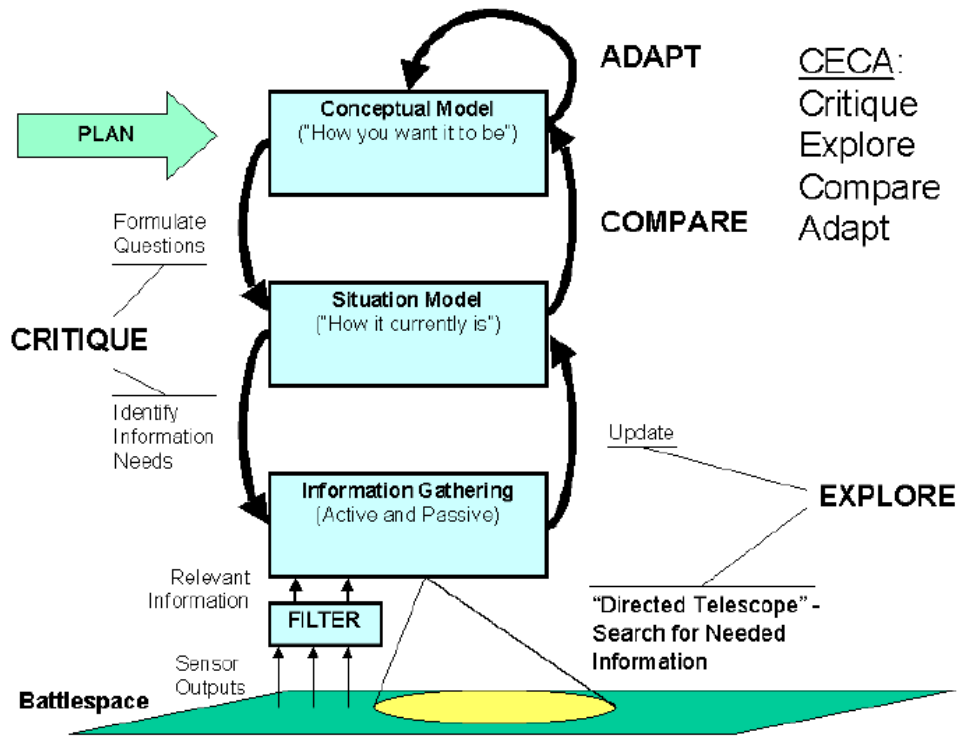 ADAPT
CECA:
Critique
Explore
Compare
Adapt
Conceptual Model
("How you want it to be")
PLAN
Formulate
Questions
COMPARE
Situation Model
("How it currently is")
CRITIQUE
Identify
Information
Needs
Update
Information Gathering
(Active and Passive)
EXPLORE
Relevant
Information
FILTER
"Directed Telescope" -
Search for Needed
Information
Sensor
Outputs
Battlespace